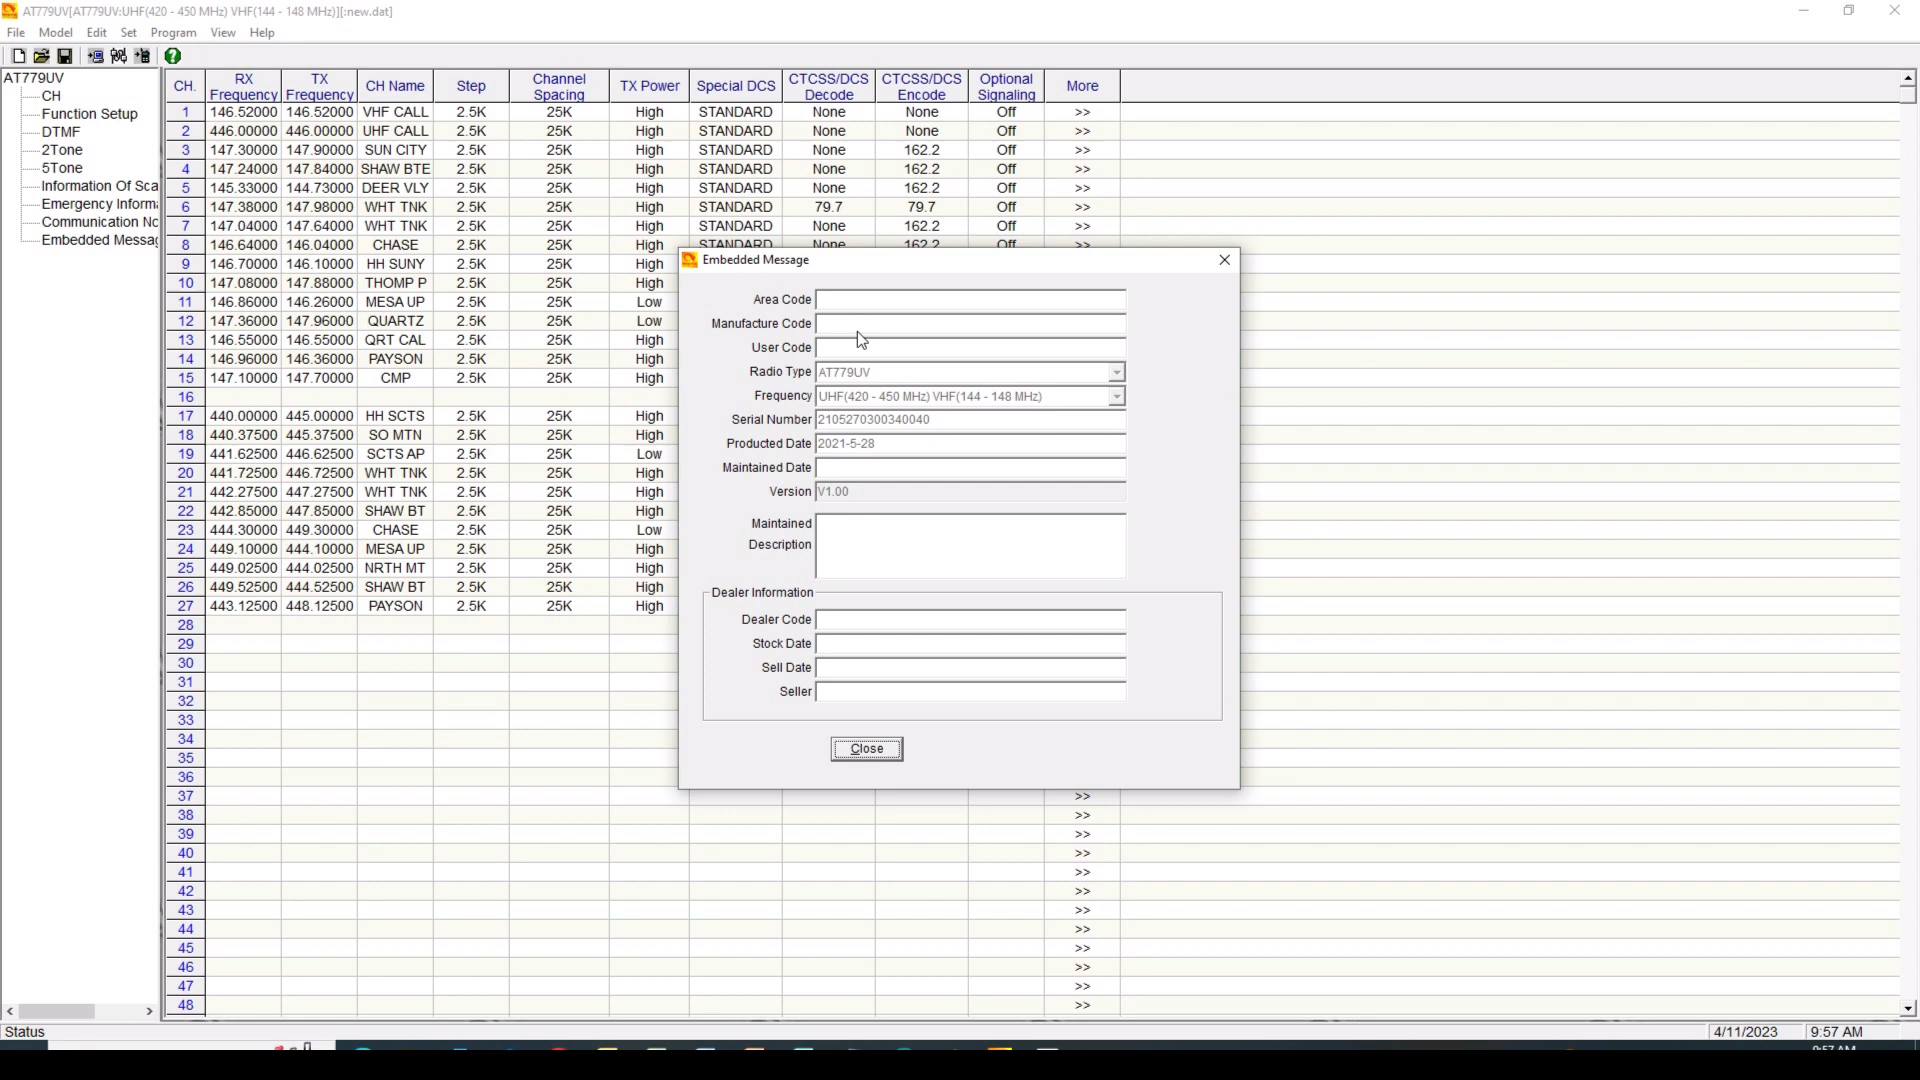 AT779UV[AT779UV:UHF(420 - 450 MHz) VHF(144 - 148 MHz)][:new.dat]
File Model Edit Set Program View Help
AT779UV
CH
Function Setup
DTMF
2Tone
5Tone
Information Of Sca
Emergency Informa
Communication No
Embedded Messag
CH. RX Frequency TX Frequency CH Name Step Channel Spacing TX Power Special DCS CTCSS/DCS Decode CTCSS/DCS Encode Optional Signaling More
1 146.52000 146.52000 VHF CALL 2.5K 25K High STANDARD None None Off >>
2 446.00000 446.00000 UHF CALL 2.5K 25K High STANDARD None None Off >>
3 147.30000 147.90000 SUN CITY 2.5K 25K High STANDARD None 162.2 Off >>
4 147.24000 147.84000 SHAW BTE 2.5K 25K High STANDARD None 162.2 Off >>
5 145.33000 144.73000 DEER VLY 2.5K 25K High STANDARD None 162.2 Off >>
6 147.38000 147.98000 WHT TNK 2.5K 25K High STANDARD 79.7 79.7 Off >>
7 147.04000 147.64000 WHT TNK 2.5K 25K High STANDARD None 162.2 Off >>
8 146.64000 146.04000 CHASE 2.5K 25K High STANDARD None 162.2 Off >>
9 146.70000 146.10000 HH SUNY 2.5K 25K High
10 147.08000 147.88000 THOMP P 2.5K 25K High
11 146.86000 146.26000 MESA UP 2.5K 25K Low
12 147.36000 147.96000 QUARTZ 2.5K 25K Low
13 146.55000 146.55000 QRT CAL 2.5K 25K High
14 146.96000 146.36000 PAYSON 2.5K 25K High
15 147.10000 147.70000 CMP 2.5K 25K High
16
17 440.00000 445.00000 HH SCTS 2.5K 25K High
18 440.37500 445.37500 SO MTN 2.5K 25K High
19 441.62500 446.62500 SCTS AP 2.5K 25K Low
20 441.72500 446.72500 WHT TNK 2.5K 25K High
21 442.27500 447.27500 WHT TNK 2.5K 25K High
22 442.85000 447.85000 SHAW BT 2.5K 25K High
23 444.30000 449.30000 CHASE 2.5K 25K Low
24 449.10000 444.10000 MESA UP 2.5K 25K High
25 449.02500 444.02500 NRTH MT 2.5K 25K High
26 449.52500 444.52500 SHAW BT 2.5K 25K High
27 443.12500 448.12500 PAYSON 2.5K 25K High
28
29
30
31
32
33
34
35
36
37 >>
38 >>
39 >>
40 >>
41 >>
42 >>
43 >>
44 >>
45 >>
46 >>
47 >>
48 >>
Embedded Message
Area Code
Manufacture Code
User Code
Radio Type AT779UV
Frequency UHF(420 - 450 MHz) VHF(144 - 148 MHz)
Serial Number 2105270300340040
Producted Date 2021-5-28
Maintained Date
Version V1.00
Maintained
Description
Dealer Information
Dealer Code
Stock Date
Sell Date
Seller
Close
Status 4/11/2023 9:57 AM
9:57 AM